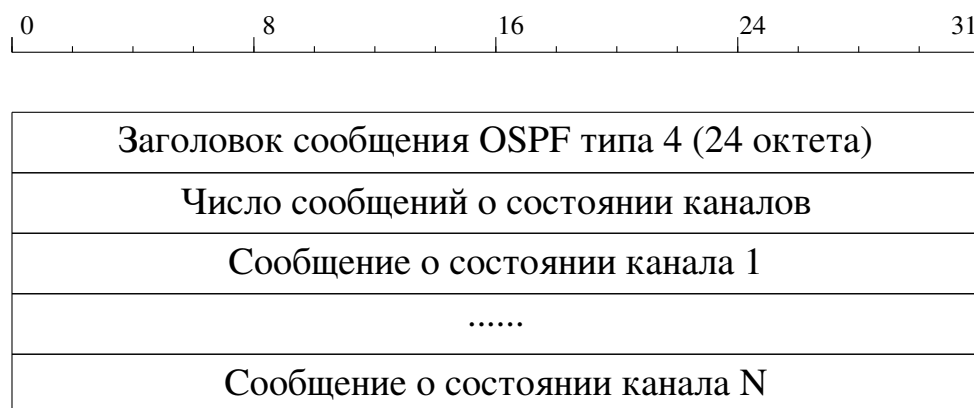 0 8 16 24 31
Заголовок сообщения OSPF типа 4 (24 октета)
Число сообщений о состоянии каналов
Сообщение о состоянии канала 1
......
Сообщение о состоянии канала N